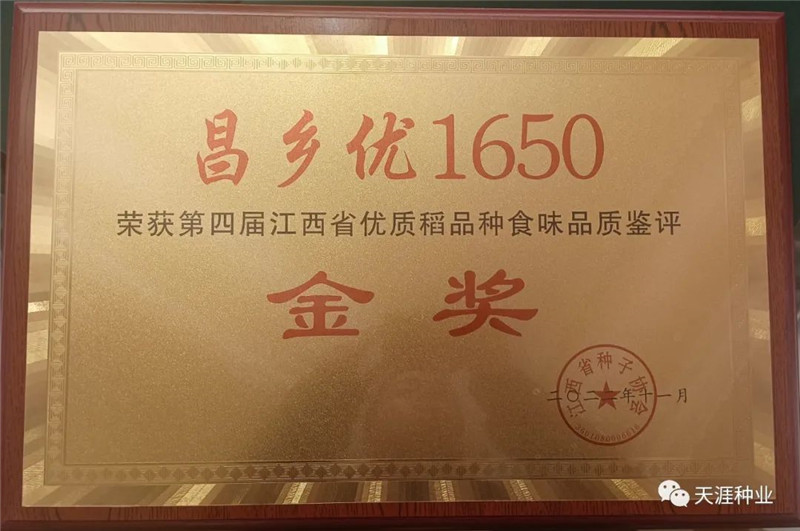 昌乡优1650
荣获第四届江西省优质稻品种食味品质鉴评
金奖
江西省种子协会
二〇二 年十一月
天涯种业